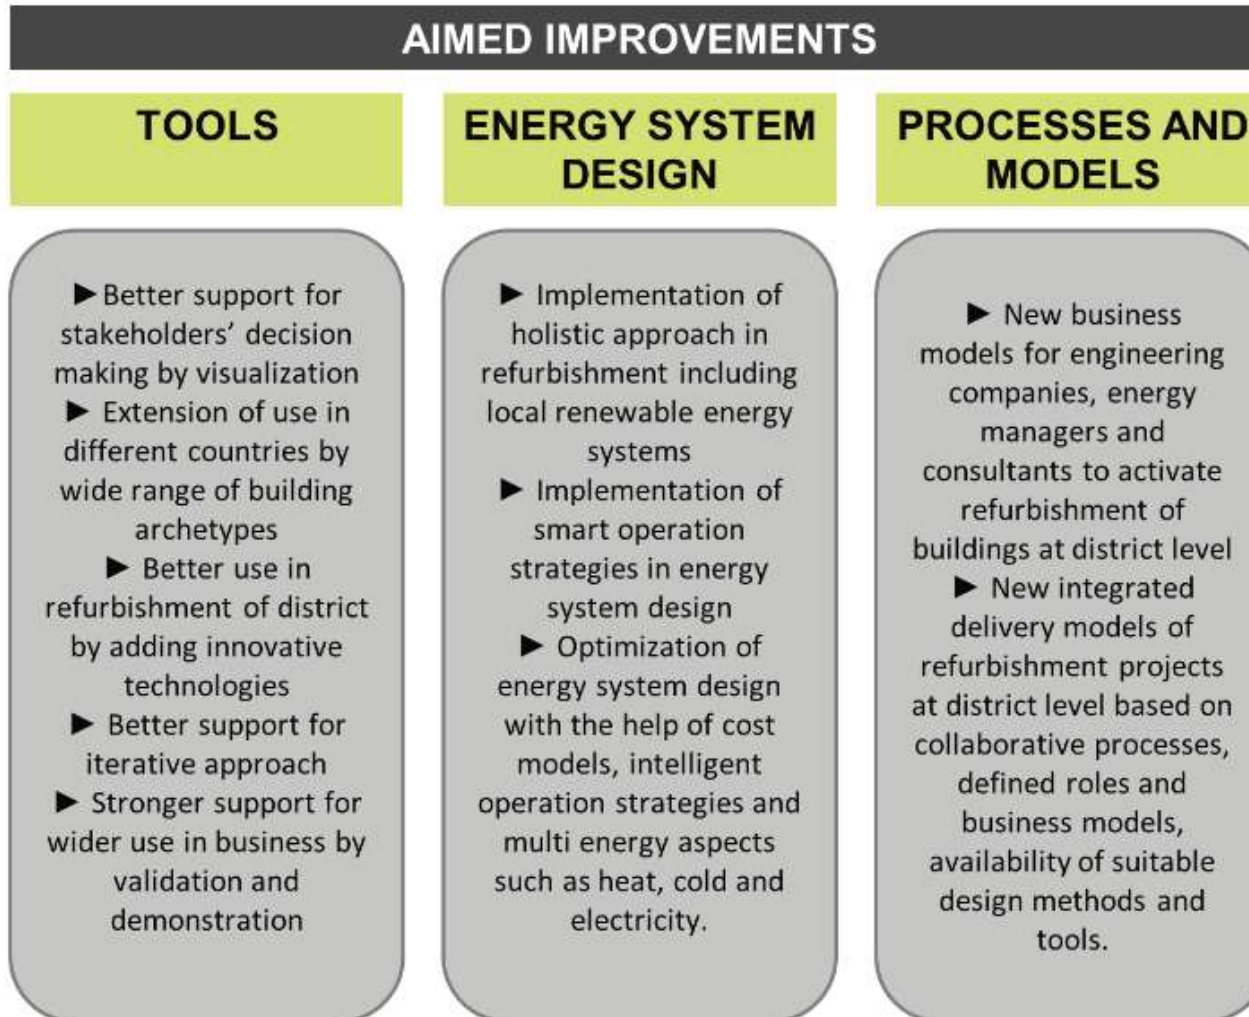 AIMED IMPROVEMENTS
TOOLS
►Better support for
stakeholders’ decision
making by visualization
► Extension of use in
different countries by
wide range of building
archetypes
► Better use in
refurbishment of district
by adding innovative
technologies
► Better support for
iterative approach
► Stronger support for
wider use in business by
validation and
demonstration
ENERGY SYSTEM
DESIGN
► Implementation of
holistic approach in
refurbishment including
local renewable energy
systems
► Implementation of
smart operation
strategies in energy
system design
► Optimization of
energy system design
with the help of cost
models, intelligent
operation strategies and
multi energy aspects
such as heat, cold and
electricity.
PROCESSES AND
MODELS
► New business
models for engineering
companies, energy
managers and
consultants to activate
refurbishment of
buildings at district level
► New integrated
delivery models of
refurbishment projects
at district level based on
collaborative processes,
defined roles and
business models,
availability of suitable
design methods and
tools.